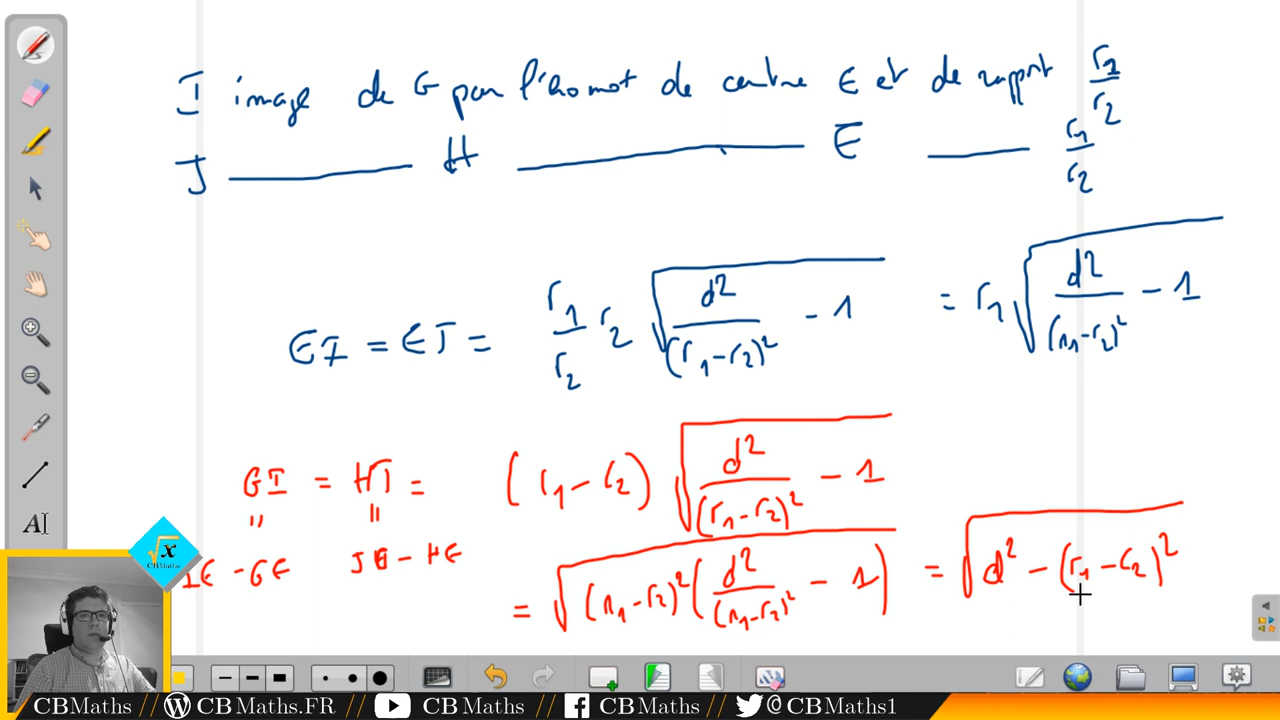 I image de G par l'homot de centre E et de rapport r1/r2
J ——— H ——— E ——— r1/r2
EI = EJ = r1/r2 r2 √(d²/(r1-r2)² - 1) = r1 √(d²/(r1-r2)² - 1)
GI = HJ = (r1-r2) √(d²/(r1-r2)² - 1)
" "
IE - GE JE - HE = √((r1-r2)² (d²/(r1-r2)² - 1)) = √(d² - (r1-r2)²)
√x
CBMaths
AI
CBMaths CBMaths.FR CBMaths CBMaths @CBMaths1